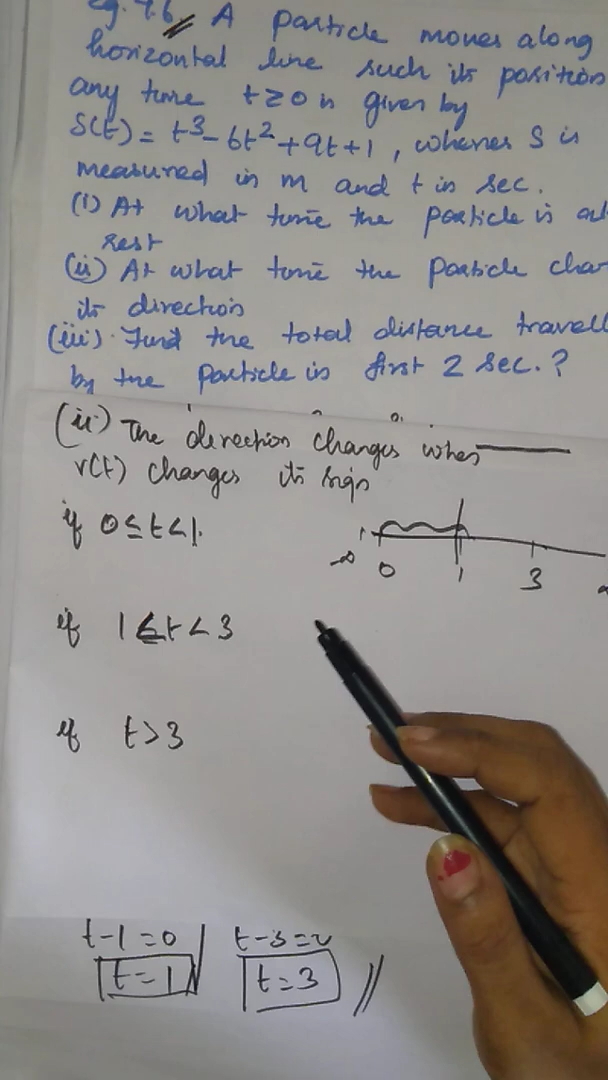 eg. 7.6 A particle moves along
horizontal line such its position
any time t≥0 is given by
S(t) = t³ - 6t² + 9t + 1, where S is
measured in m and t in sec.
(i) At what time the particle is at
rest
(ii) At what time the particle cha
its direction
(iii). Find the total distance travell
by the particle in first 2 sec.?
(ii) The direction changes when
v(t) changes its sign
if 0 ≤ t < 1.
0 1 3
if 1 ≤ t < 3
if t > 3
t-1=0 t-3=0
t=1 t=3